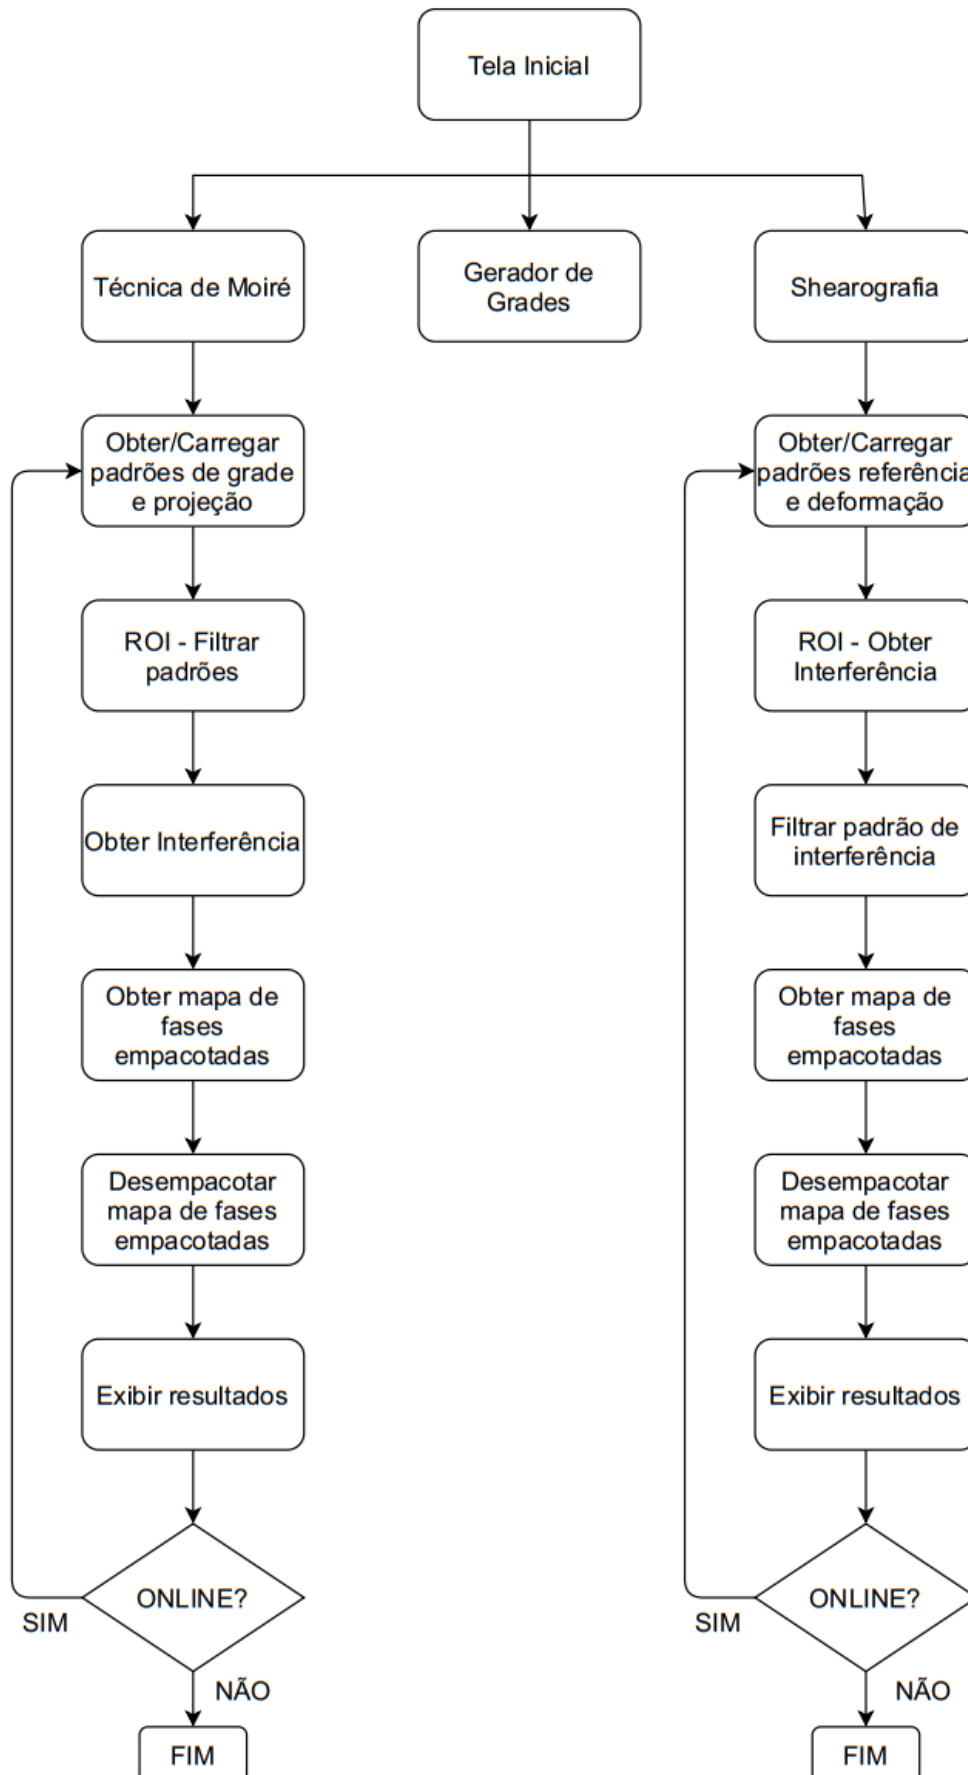 Tela Inicial
Técnica de Moiré
Gerador de
Grades
Shearografia
Obter/Carregar
padrões de grade
e projeção
ROI - Filtrar
padrões
Obter Interferência
Obter mapa de
fases
empacotadas
Desempacotar
mapa de fases
empacotadas
Exibir resultados
ONLINE?
SIM
NÃO
FIM
Obter/Carregar
padrões referência
e deformação
ROI - Obter
Interferência
Filtrar padrão de
interferência
Obter mapa de
fases
empacotadas
Desempacotar
mapa de fases
empacotadas
Exibir resultados
ONLINE?
SIM
NÃO
FIM